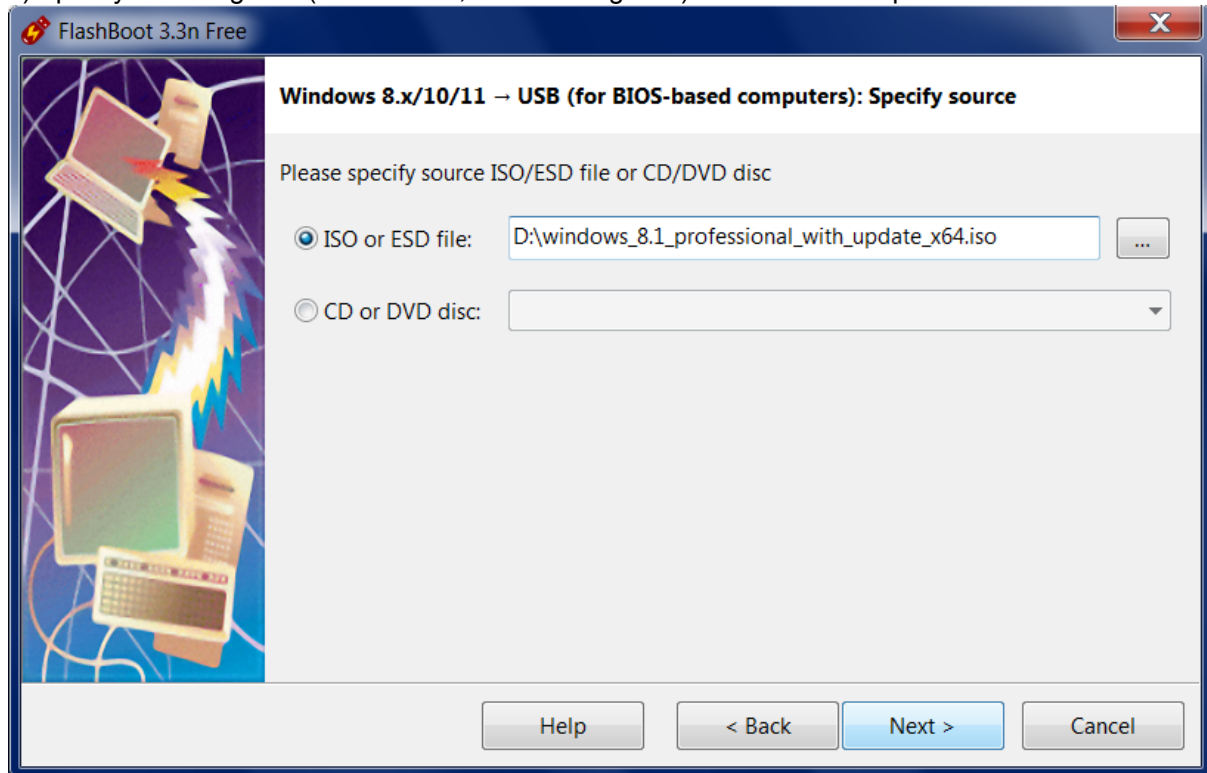 FlashBoot 3.3n Free
Windows 8.x/10/11 → USB (for BIOS-based computers): Specify source
Please specify source ISO/ESD file or CD/DVD disc
ISO or ESD file: D:\windows_8.1_professional_with_update_x64.iso ...
CD or DVD disc:
Help < Back Next > Cancel